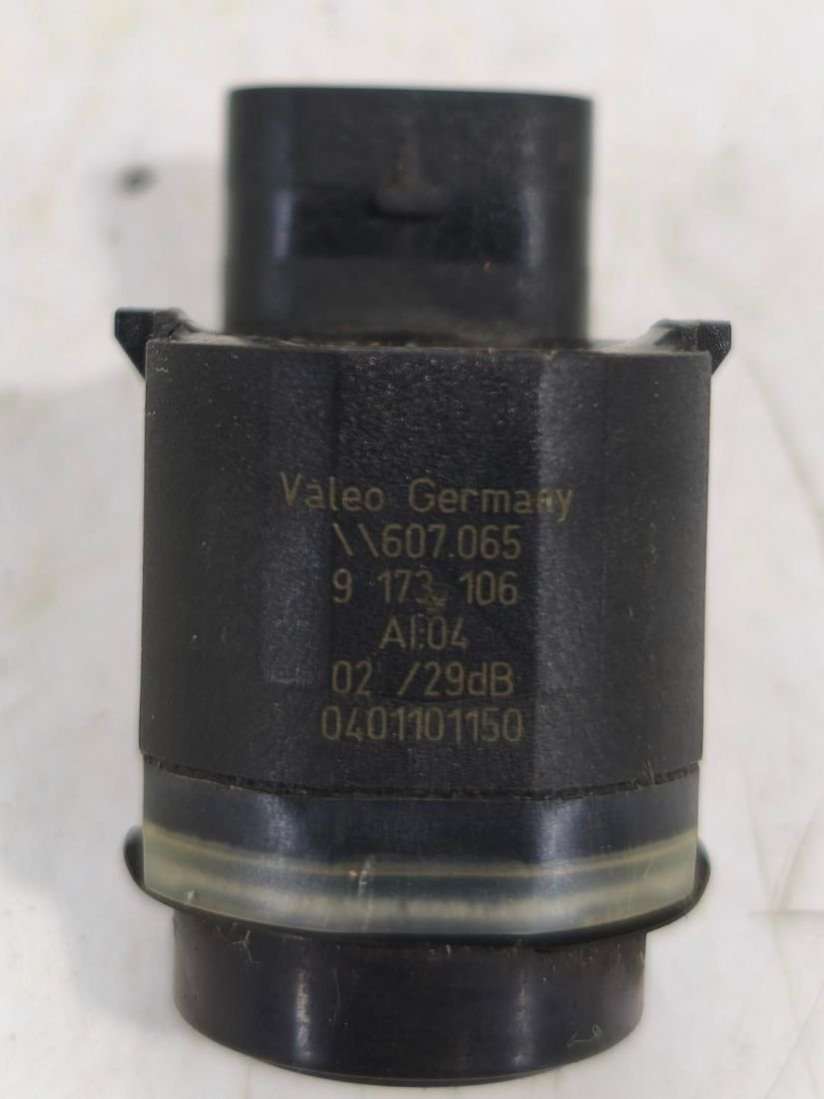 Valeo Germany
\\607.065
9 173 106
AI:04
02 /29dB
0401101150